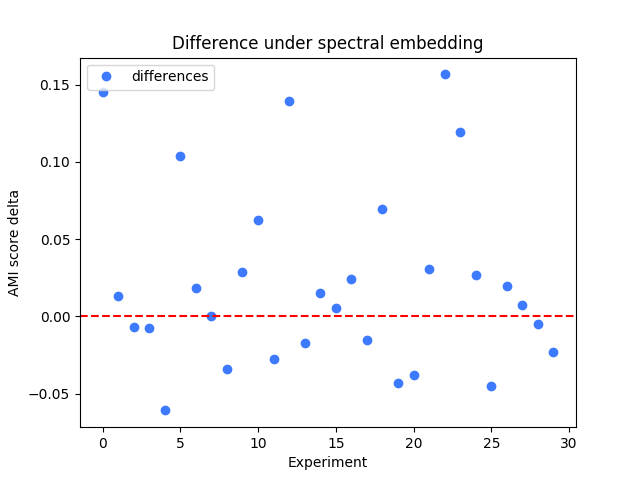 Difference under spectral embedding
differences
AMI score delta
0.15
0.10
0.05
0.00
−0.05
0 5 10 15 20 25 30
Experiment